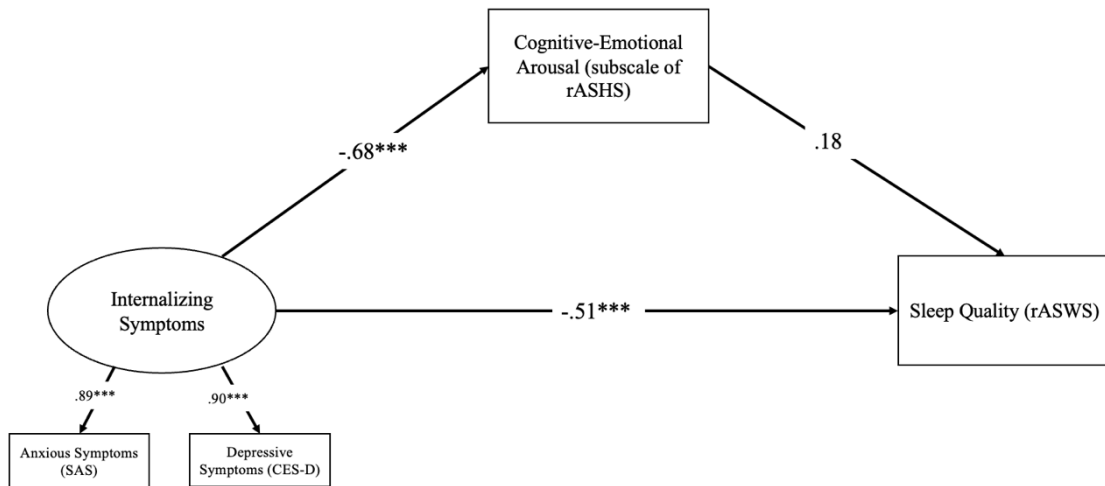 Cognitive-Emotional
Arousal (subscale of
rASHS)
-.68***
.18
Internalizing
Symptoms
-.51***
Sleep Quality (rASWS)
.89***
.90***
Anxious Symptoms
(SAS)
Depressive
Symptoms (CES-D)